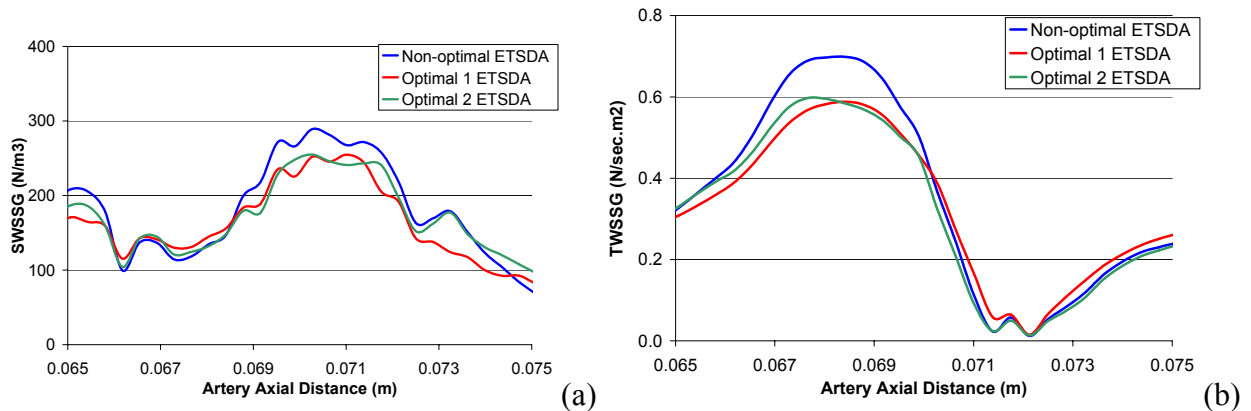 400
300
200
100
0
SWSSG (N/m3)
Non-optimal ETSDA
Optimal 1 ETSDA
Optimal 2 ETSDA
0.065 0.067 0.069 0.071 0.073 0.075
Artery Axial Distance (m)
(a)
0.8
0.6
0.4
0.2
0.0
TWSSG (N/sec.m2)
Non-optimal ETSDA
Optimal 1 ETSDA
Optimal 2 ETSDA
0.065 0.067 0.069 0.071 0.073 0.075
Artery Axial Distance (m)
(b)